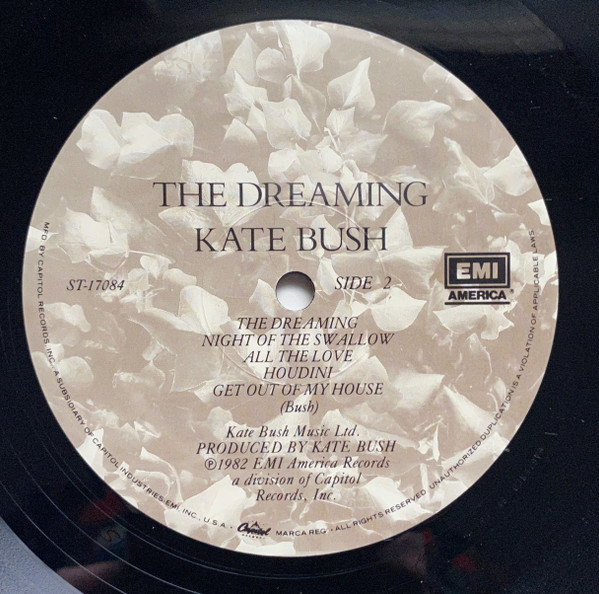 THE DREAMING
KATE BUSH
ST-17084
SIDE 2
EMI
AMERICA®
THE DREAMING
NIGHT OF THE SWALLOW
ALL THE LOVE
HOUDINI
GET OUT OF MY HOUSE
(Bush)
Kate Bush Music Ltd.
PRODUCED BY KATE BUSH
℗1982 EMI America Records
a division of Capitol
Records, Inc.
MFD. BY CAPITOL RECORDS, INC., A SUBSIDIARY OF CAPITOL INDUSTRIES-EMI, INC., U.S.A. • Capitol RECORDS MARCA REG. • ALL RIGHTS RESERVED. UNAUTHORIZED DUPLICATION IS A VIOLATION OF APPLICABLE LAWS.